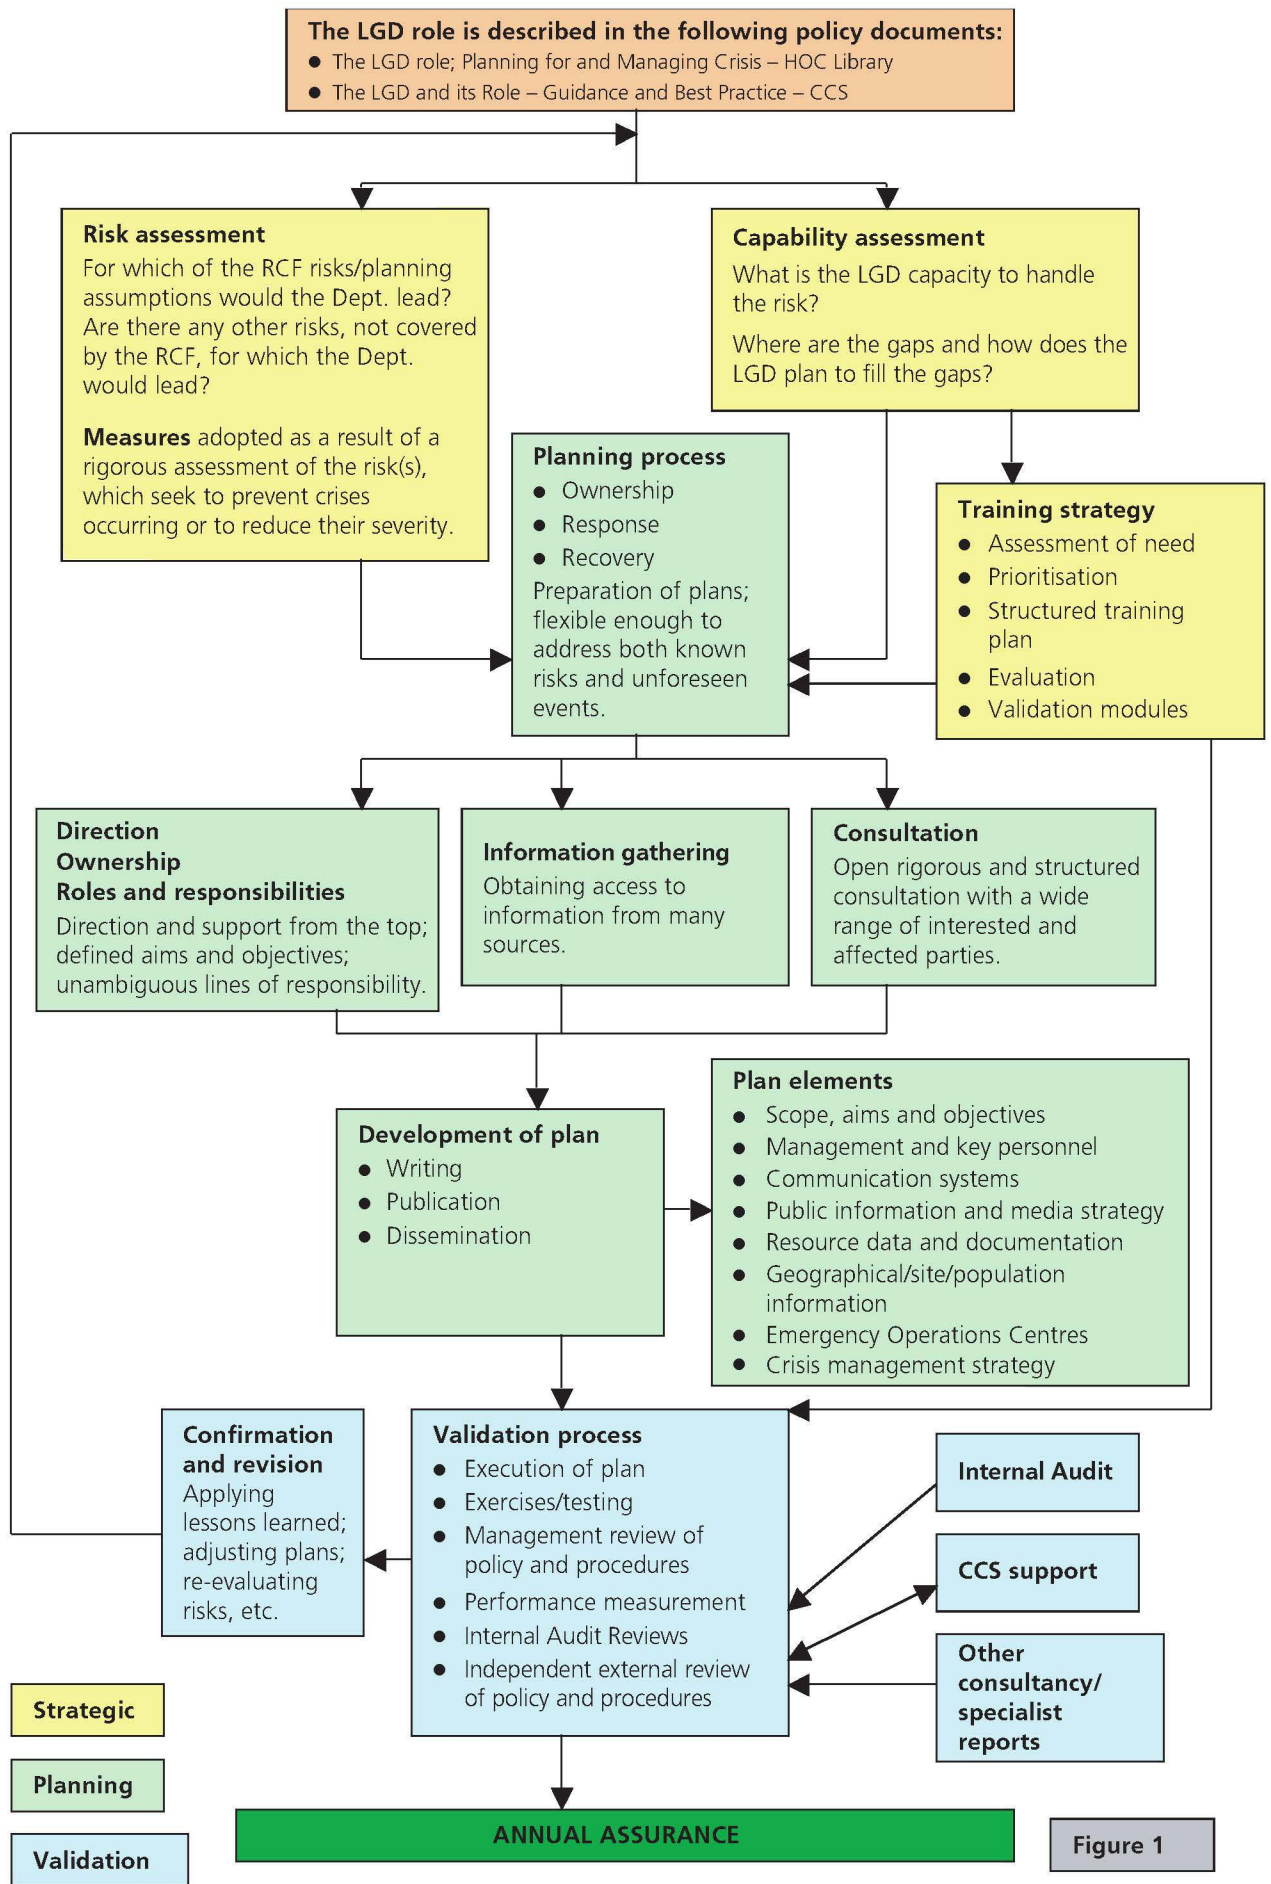 The LGD role is described in the following policy documents:
● The LGD role; Planning for and Managing Crisis – HOC Library
● The LGD and its Role – Guidance and Best Practice – CCS
Risk assessment
For which of the RCF risks/planning
assumptions would the Dept. lead?
Are there any other risks, not covered
by the RCF, for which the Dept.
would lead?
Measures adopted as a result of a
rigorous assessment of the risk(s),
which seek to prevent crises
occurring or to reduce their severity.
Capability assessment
What is the LGD capacity to handle
the risk?
Where are the gaps and how does the
LGD plan to fill the gaps?
Planning process
● Ownership
● Response
● Recovery
Preparation of plans;
flexible enough to
address both known
risks and unforeseen
events.
Training strategy
● Assessment of need
● Prioritisation
● Structured training
plan
● Evaluation
● Validation modules
Direction
Ownership
Roles and responsibilities
Direction and support from the top;
defined aims and objectives;
unambiguous lines of responsibility.
Information gathering
Obtaining access to
information from many
sources.
Consultation
Open rigorous and structured
consultation with a wide
range of interested and
affected parties.
Development of plan
● Writing
● Publication
● Dissemination
Plan elements
● Scope, aims and objectives
● Management and key personnel
● Communication systems
● Public information and media strategy
● Resource data and documentation
● Geographical/site/population
information
● Emergency Operations Centres
● Crisis management strategy
Confirmation
and revision
Applying
lessons learned;
adjusting plans;
re-evaluating
risks, etc.
Validation process
● Execution of plan
● Exercises/testing
● Management review of
policy and procedures
● Performance measurement
● Internal Audit Reviews
● Independent external review
of policy and procedures
Internal Audit
CCS support
Other
consultancy/
specialist
reports
Strategic
Planning
Validation
ANNUAL ASSURANCE
Figure 1